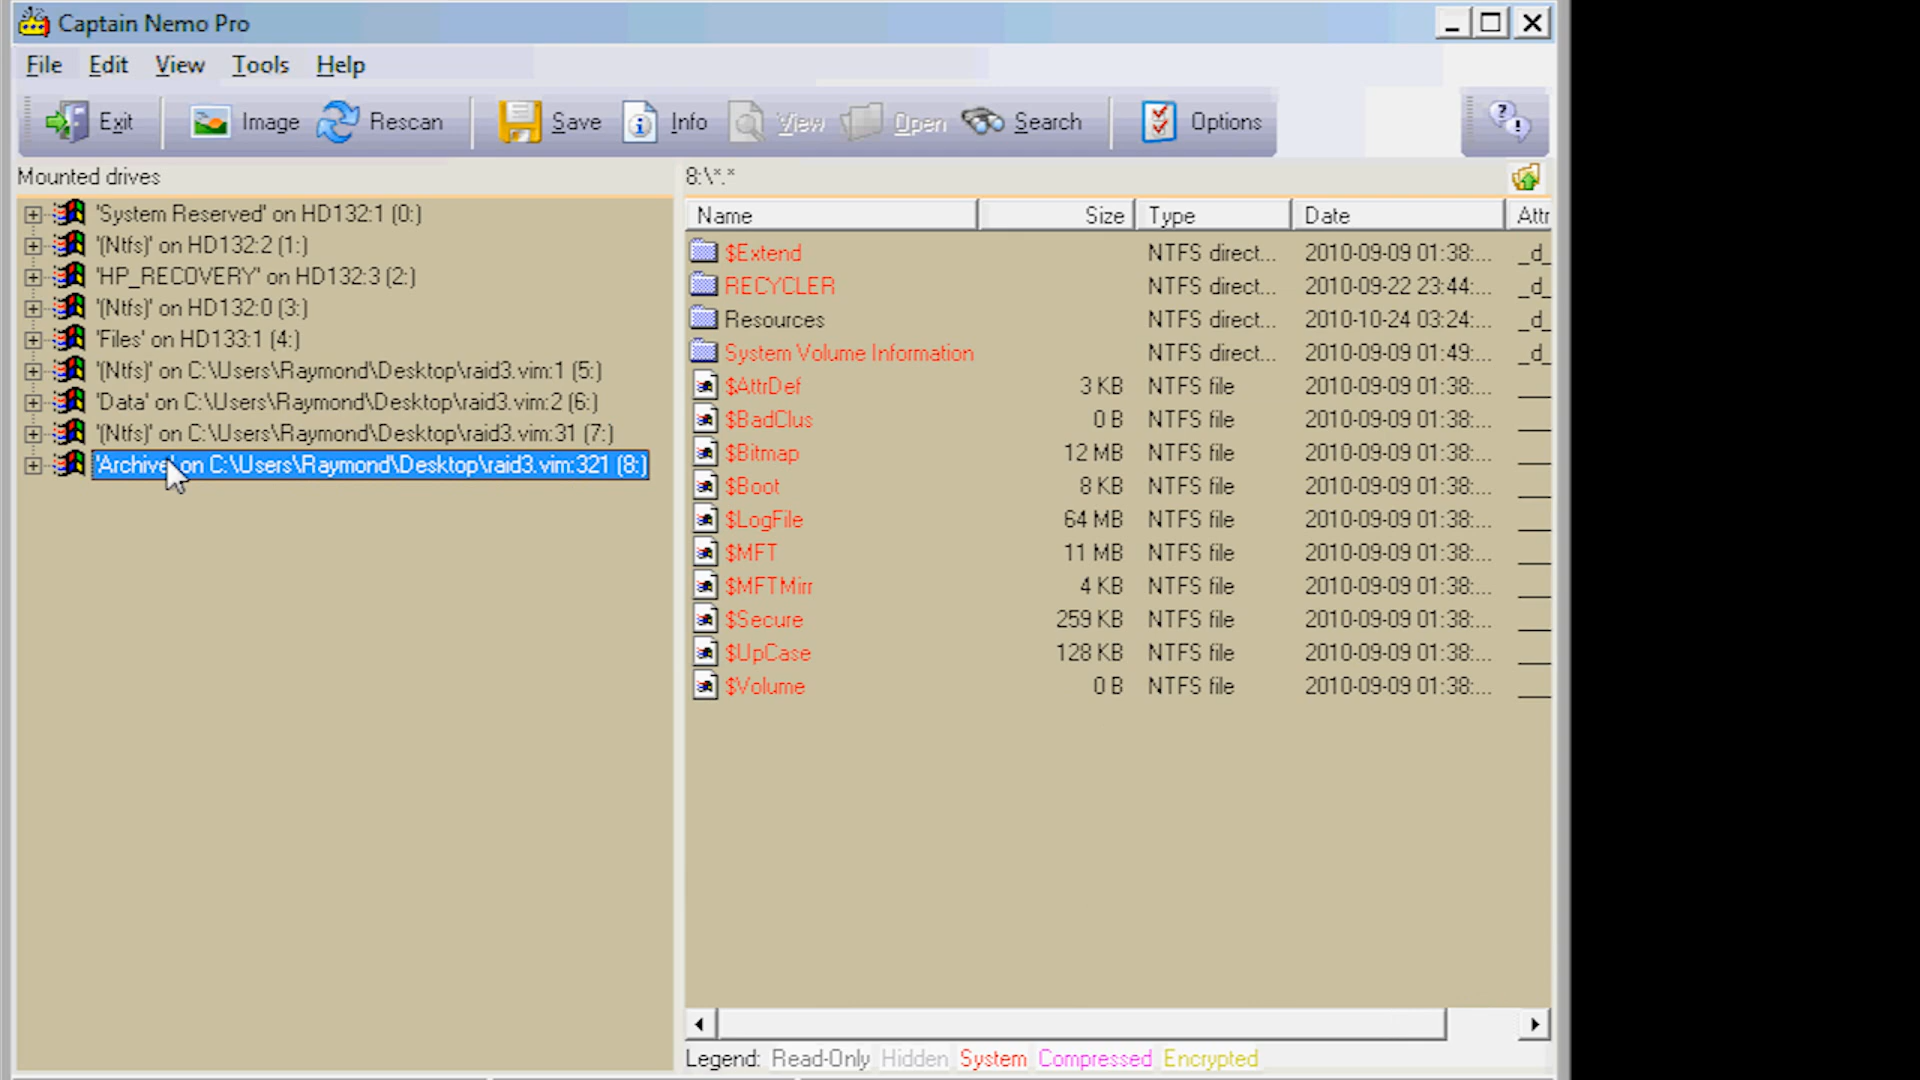 Captain Nemo Pro
File Edit View Tools Help
Exit Image Rescan Save Info View Open Search Options
Mounted drives
8:\*.*
'System Reserved' on HD132:1 (0:)
'(Ntfs)' on HD132:2 (1:)
'HP_RECOVERY' on HD132:3 (2:)
'(Ntfs)' on HD132:0 (3:)
'Files' on HD133:1 (4:)
'(Ntfs)' on C:\Users\Raymond\Desktop\raid3.vim:1 (5:)
'Data' on C:\Users\Raymond\Desktop\raid3.vim:2 (6:)
'(Ntfs)' on C:\Users\Raymond\Desktop\raid3.vim:31 (7:)
'Archive' on C:\Users\Raymond\Desktop\raid3.vim:321 (8:)
Name Size Type Date Attr
$Extend NTFS direct... 2010-09-09 01:38:... _d_
RECYCLER NTFS direct... 2010-09-22 23:44:... _d_
Resources NTFS direct... 2010-10-24 03:24:... _d_
System Volume Information NTFS direct... 2010-09-09 01:49:... _d_
$AttrDef 3 KB NTFS file 2010-09-09 01:38:... ___
$BadClus 0 B NTFS file 2010-09-09 01:38:... ___
$Bitmap 12 MB NTFS file 2010-09-09 01:38:... ___
$Boot 8 KB NTFS file 2010-09-09 01:38:... ___
$LogFile 64 MB NTFS file 2010-09-09 01:38:... ___
$MFT 11 MB NTFS file 2010-09-09 01:38:... ___
$MFTMirr 4 KB NTFS file 2010-09-09 01:38:... ___
$Secure 259 KB NTFS file 2010-09-09 01:38:... ___
$UpCase 128 KB NTFS file 2010-09-09 01:38:... ___
$Volume 0 B NTFS file 2010-09-09 01:38:... ___
Legend: Read-Only Hidden System Compressed Encrypted